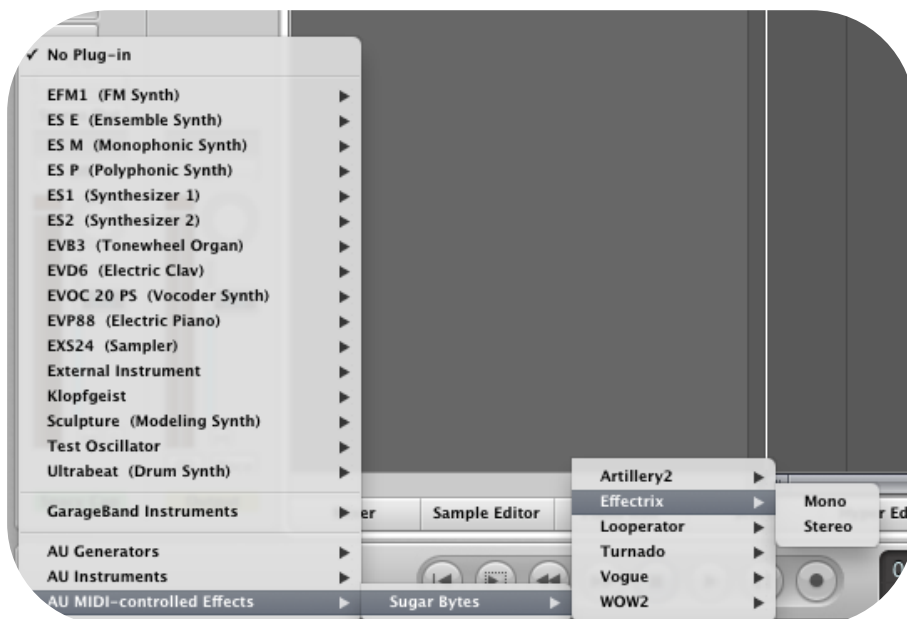 ✓ No Plug-in
EFM1 (FM Synth)
ES E (Ensemble Synth)
ES M (Monophonic Synth)
ES P (Polyphonic Synth)
ES1 (Synthesizer 1)
ES2 (Synthesizer 2)
EVB3 (Tonewheel Organ)
EVD6 (Electric Clav)
EVOC 20 PS (Vocoder Synth)
EVP88 (Electric Piano)
EXS24 (Sampler)
External Instrument
Klopfgeist
Sculpture (Modeling Synth)
Test Oscillator
Ultrabeat (Drum Synth)
GarageBand Instruments
AU Generators
AU Instruments
AU MIDI-controlled Effects
Sugar Bytes
Artillery2
Effectrix
Looperator
Turnado
Vogue
WOW2
Mono
Stereo
Sample Editor